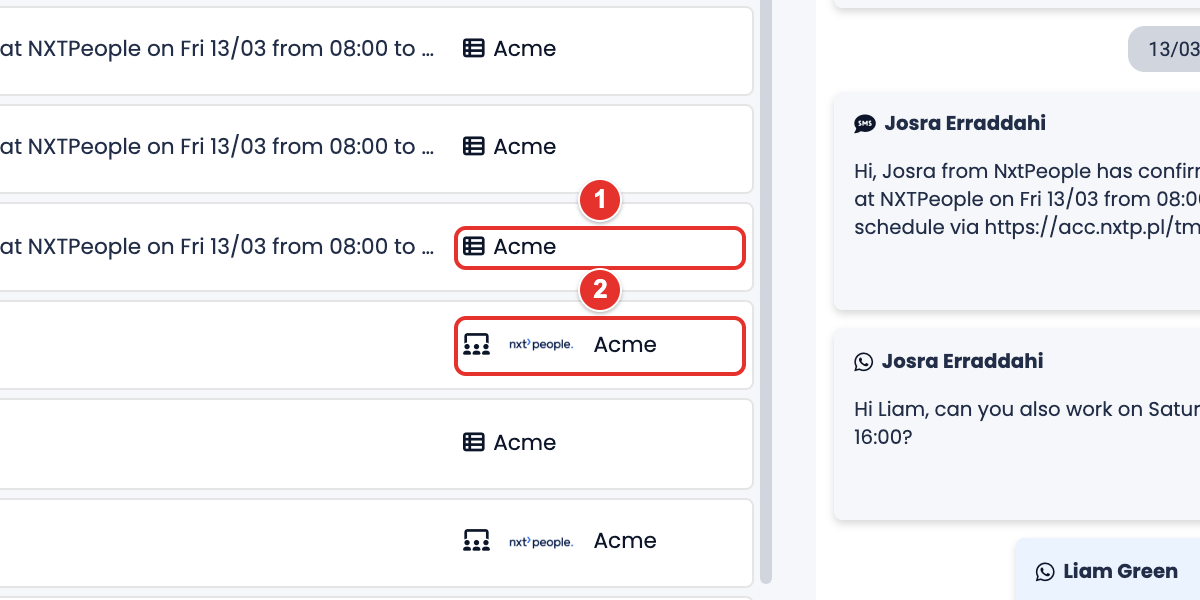 at NXTPeople on Fri 13/03 from 08:00 to ...
Acme
at NXTPeople on Fri 13/03 from 08:00 to ...
Acme
1
at NXTPeople on Fri 13/03 from 08:00 to ...
Acme
2
nxt›people.
Acme
Acme
nxt›people.
Acme
13/03
SMS
Josra Erraddahi
Hi, Josra from NxtPeople has confir
at NXTPeople on Fri 13/03 from 08:0
schedule via https://acc.nxtp.pl/tm
Josra Erraddahi
Hi Liam, can you also work on Satur
16:00?
Liam Green